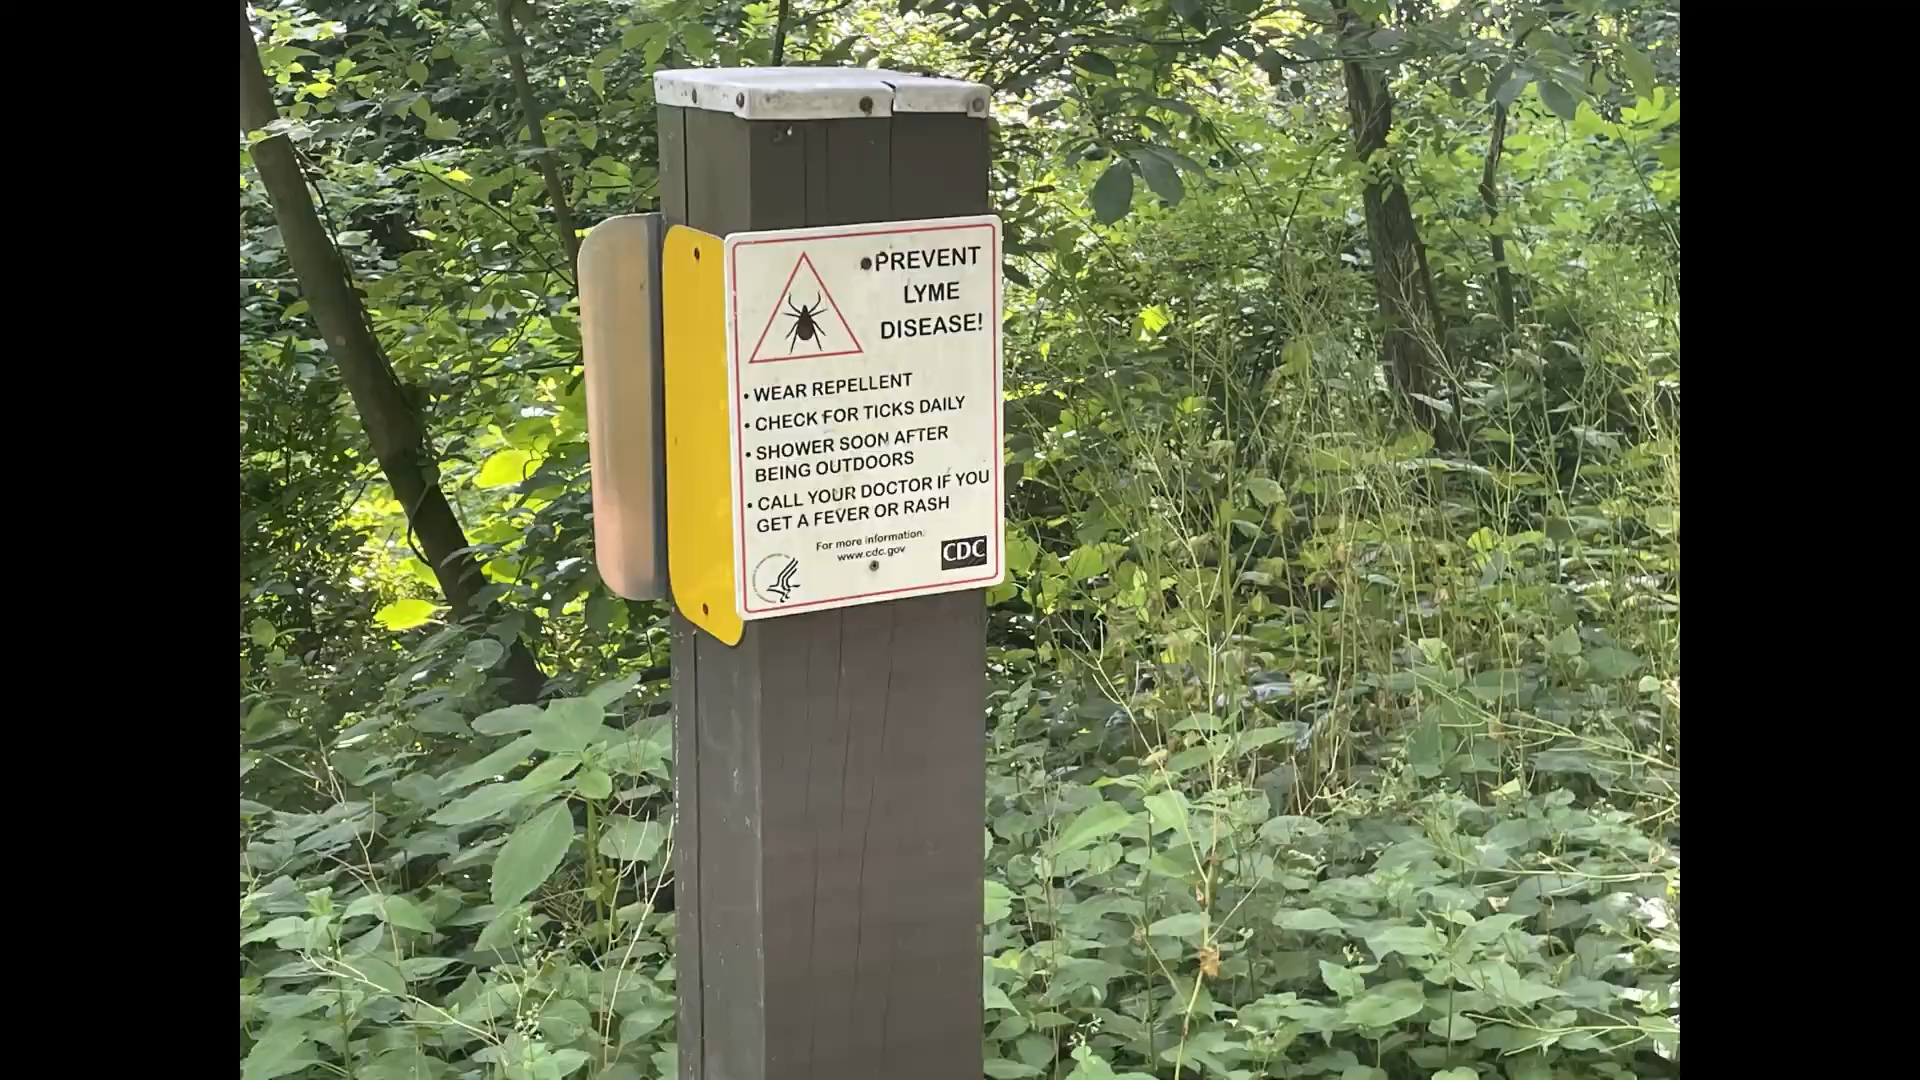 PREVENT
LYME
DISEASE!
• WEAR REPELLENT
• CHECK FOR TICKS DAILY
• SHOWER SOON AFTER
BEING OUTDOORS
• CALL YOUR DOCTOR IF YOU
GET A FEVER OR RASH
For more information:
www.cdc.gov
CDC